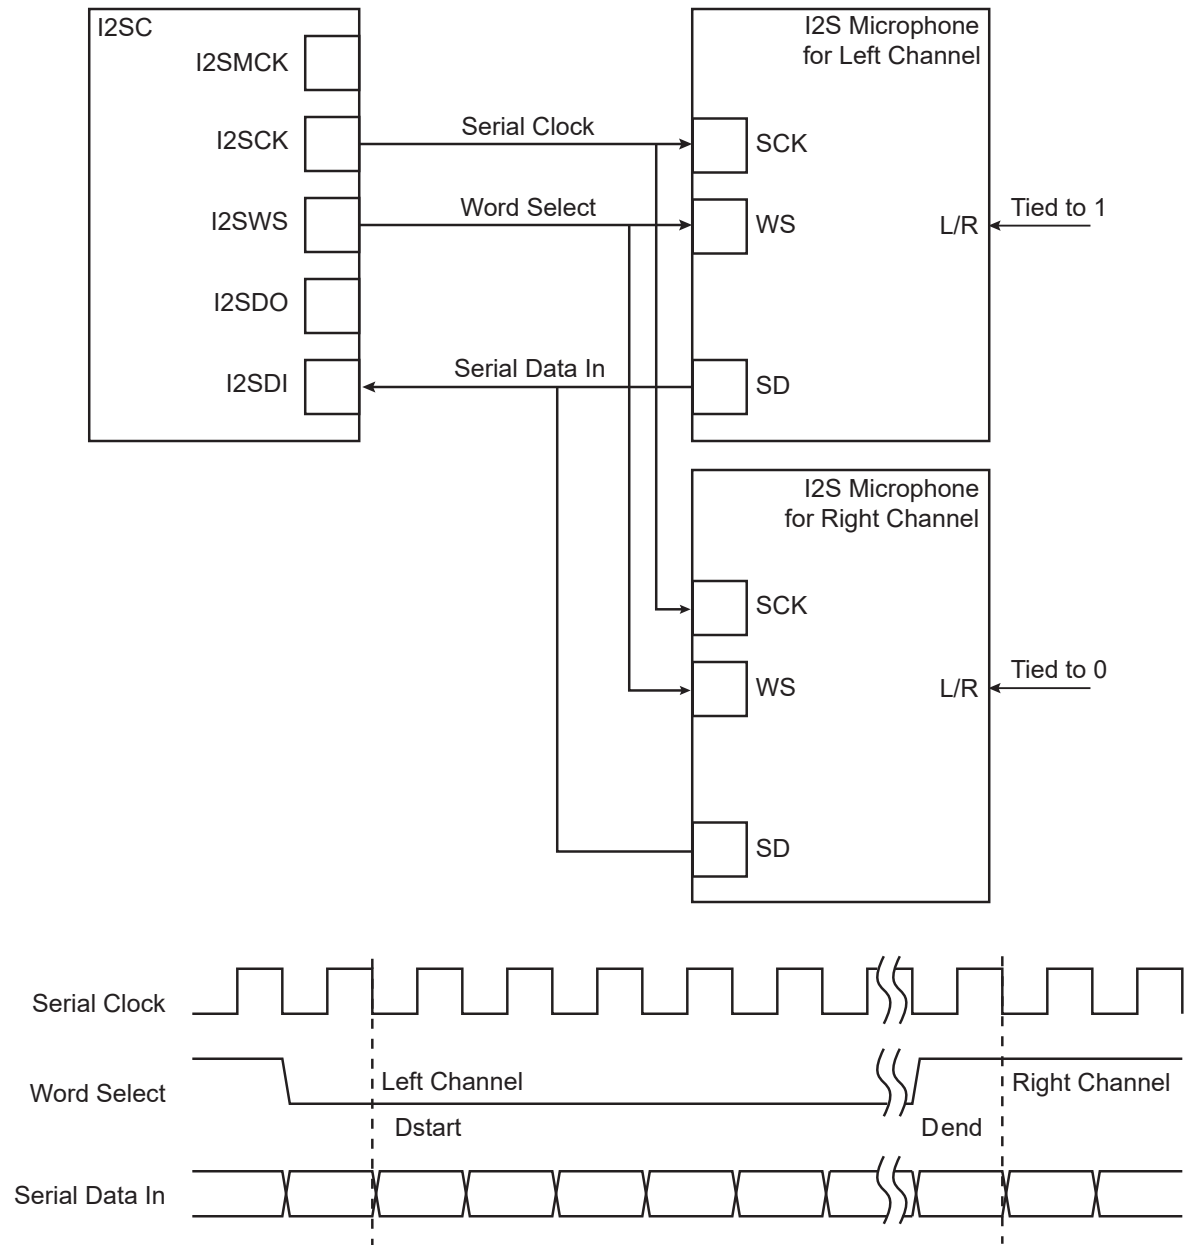 I2SC
I2SMCK
I2SCK
I2SWS
I2SDO
I2SDI
Serial Clock
Word Select
Serial Data In
I2S Microphone
for Left Channel
SCK
WS
SD
L/R
Tied to 1
I2S Microphone
for Right Channel
SCK
WS
SD
L/R
Tied to 0
Serial Clock
Word Select
Left Channel
Right Channel
Dstart
Dend
Serial Data In